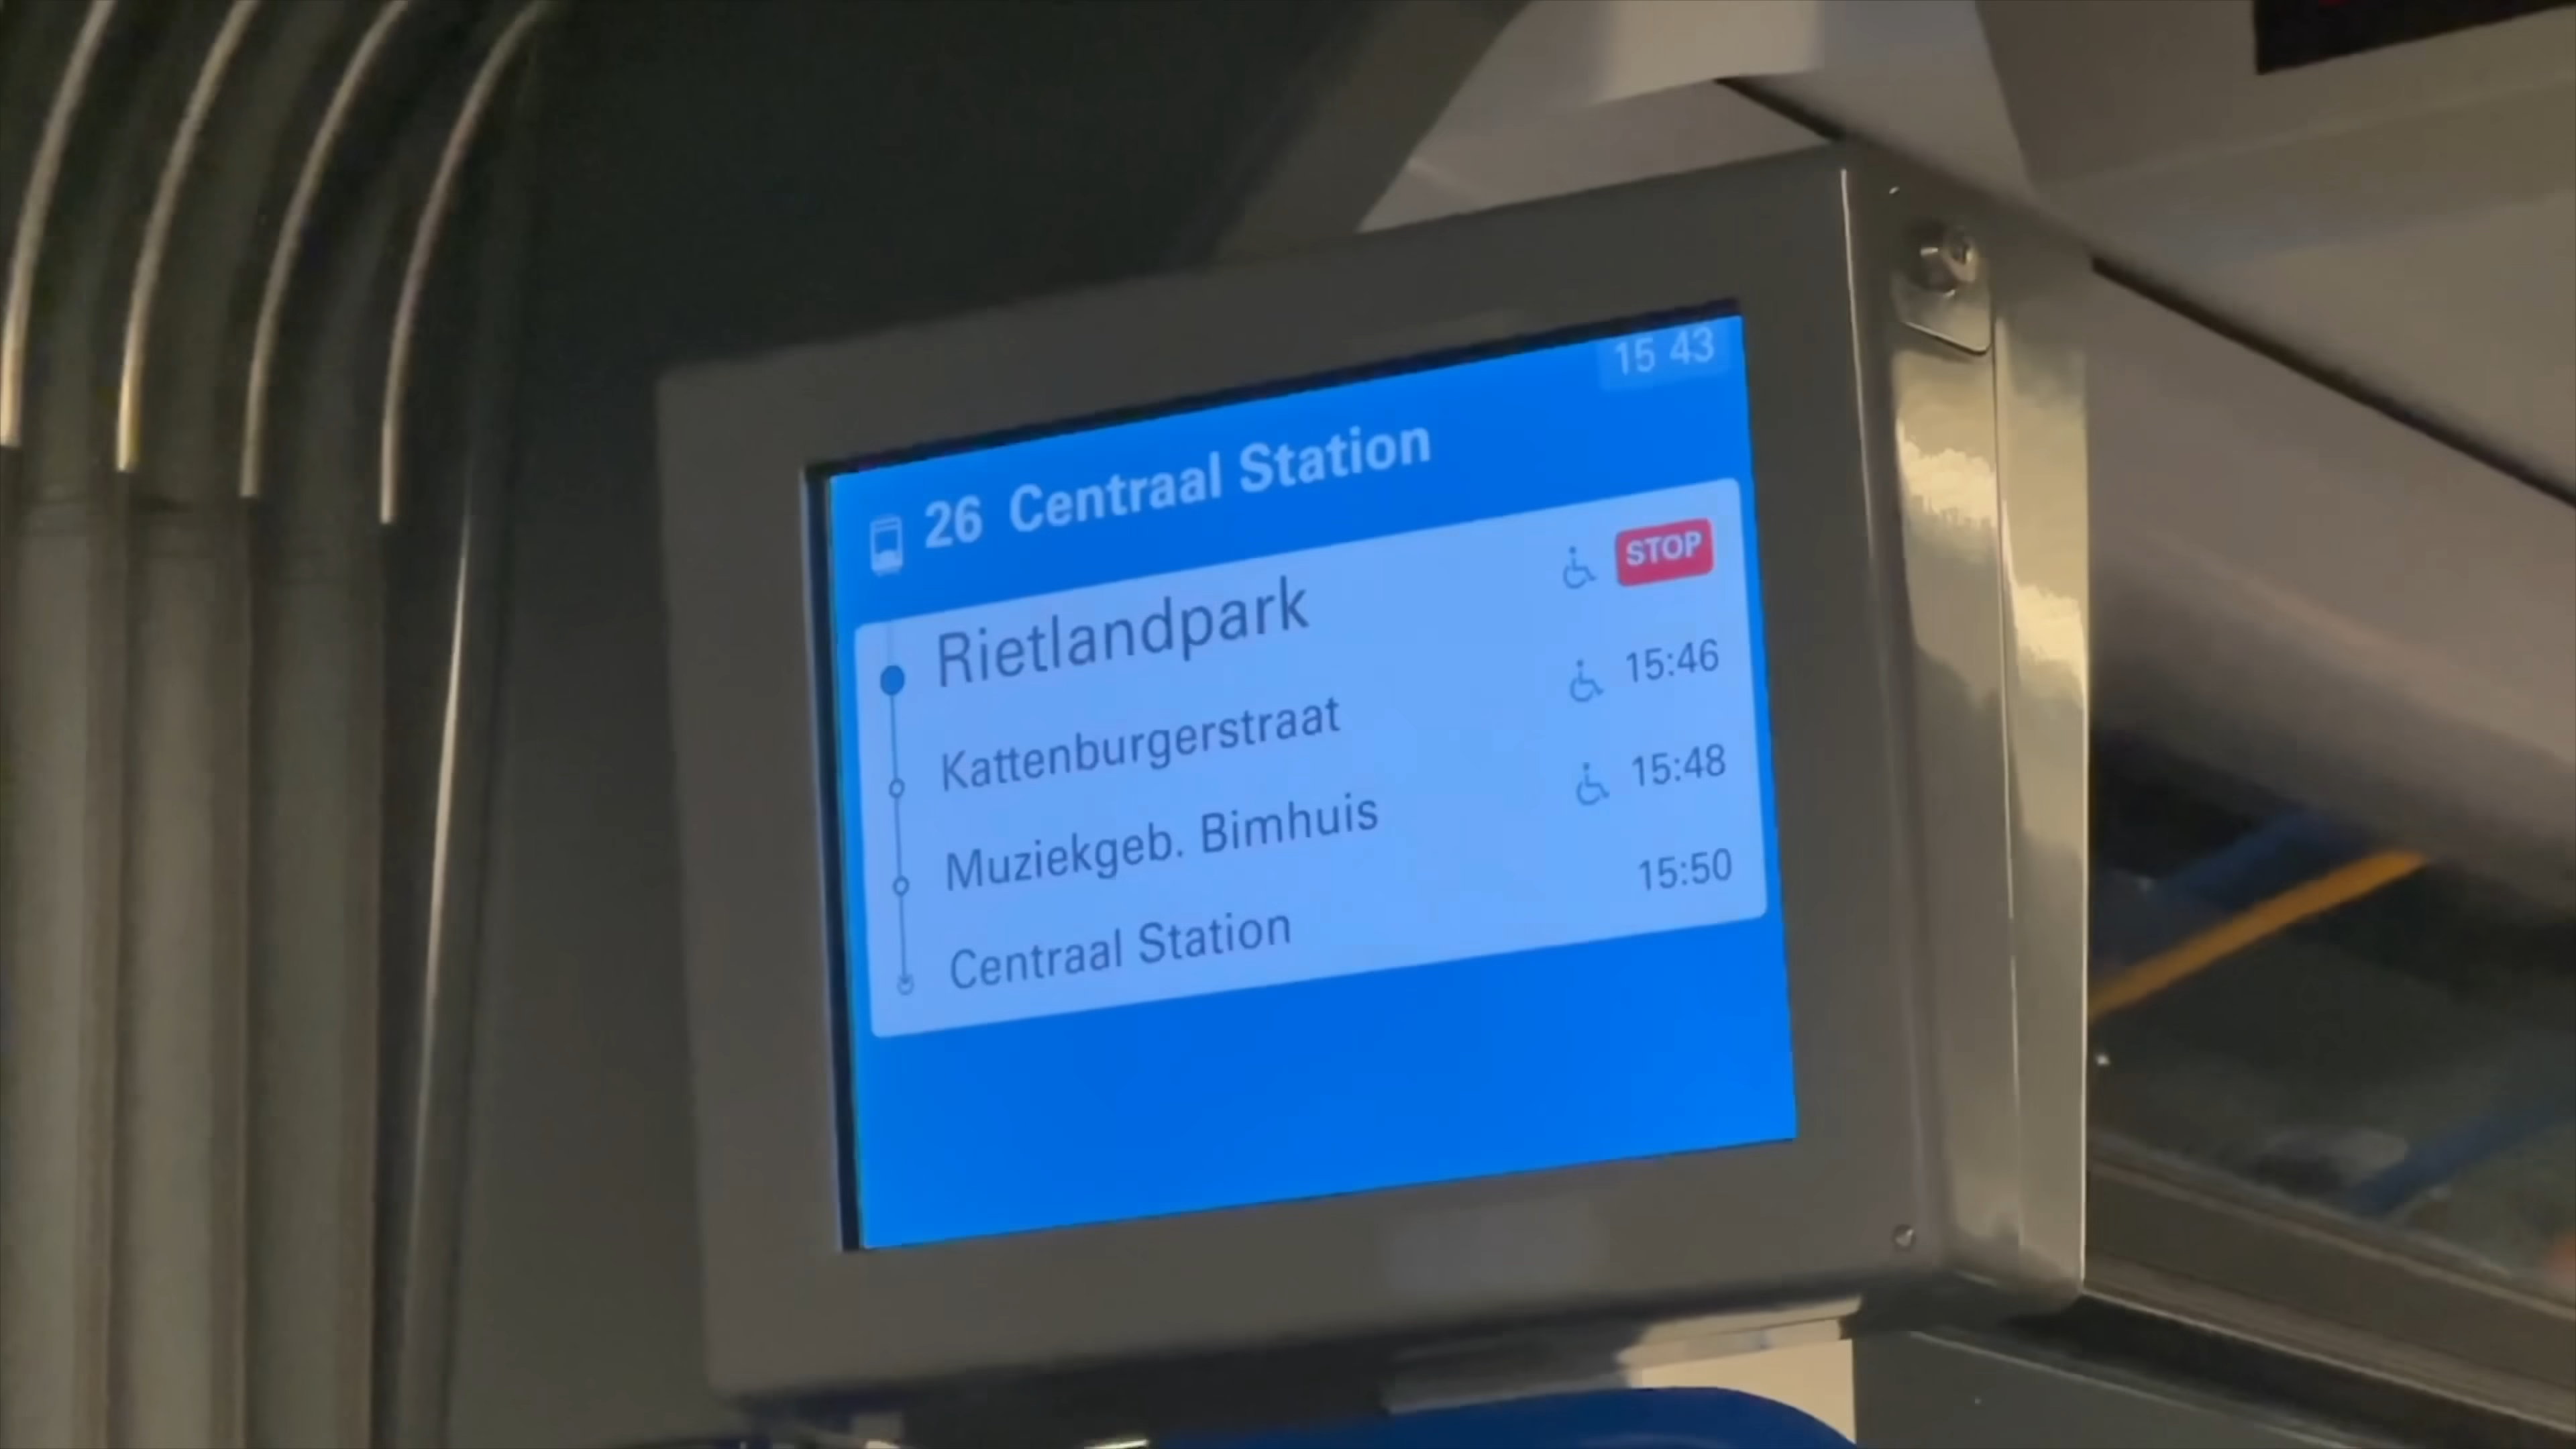 15 43
26 Centraal Station
Rietlandpark STOP
Kattenburgerstraat 15:46
Muziekgeb. Bimhuis 15:48
Centraal Station 15:50